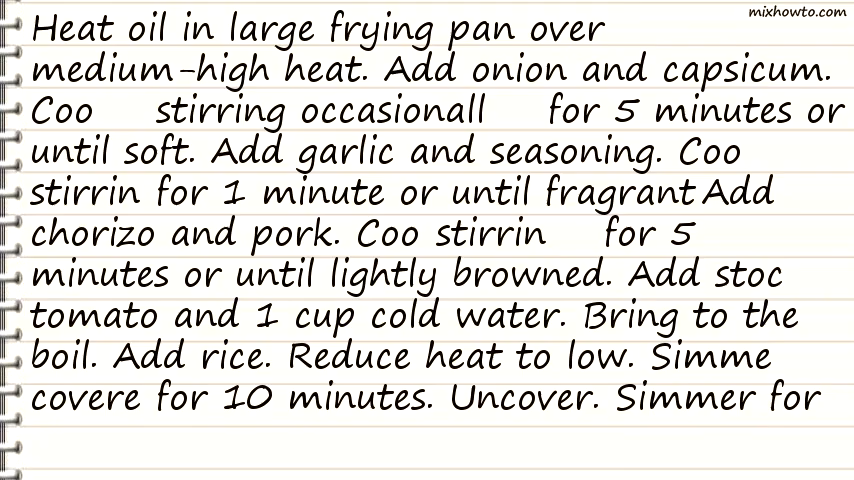 mixhowto.com
Heat oil in large frying pan over
medium-high heat. Add onion and capsicum.
Coo stirring occasionall for 5 minutes or
until soft. Add garlic and seasoning. Coo
stirrin for 1 minute or until fragrant Add
chorizo and pork. Coo stirrin for 5
minutes or until lightly browned. Add stoc
tomato and 1 cup cold water. Bring to the
boil. Add rice. Reduce heat to low. Simme
covere for 10 minutes. Uncover. Simmer for